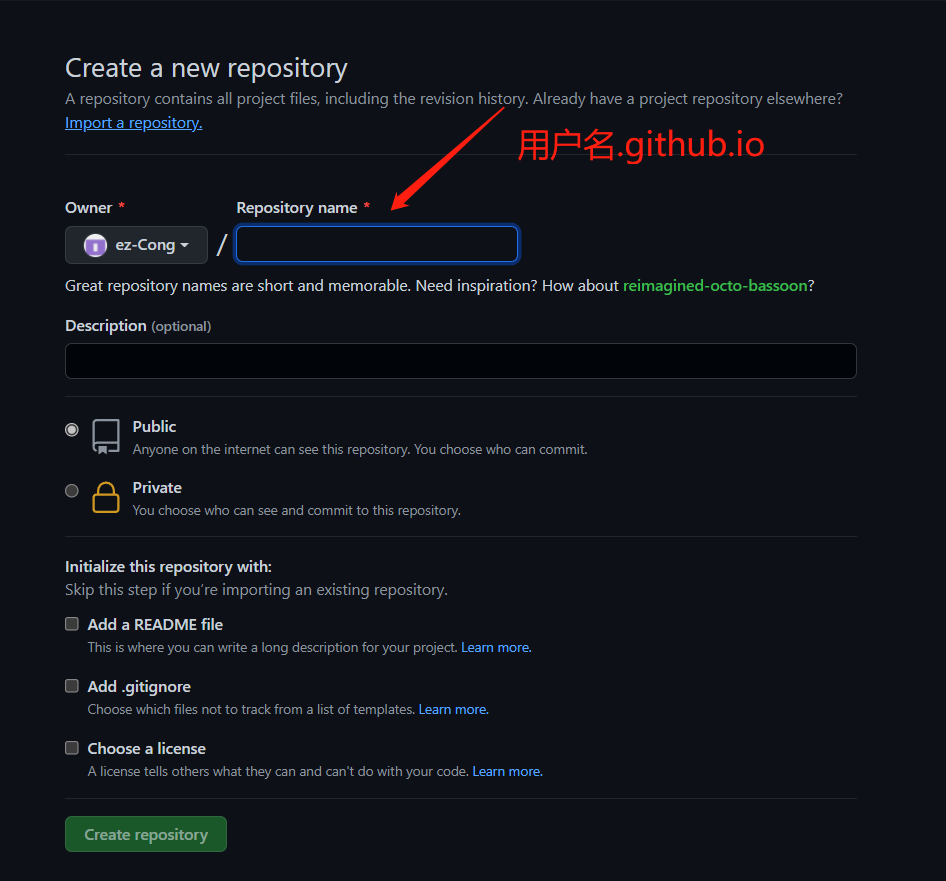 Create a new repository
A repository contains all project files, including the revision history. Already have a project repository elsewhere?
Import a repository.
用户名.github.io
Owner *
Repository name *
ez-Cong
/
Great repository names are short and memorable. Need inspiration? How about reimagined-octo-bassoon?
Description (optional)
Public
Anyone on the internet can see this repository. You choose who can commit.
Private
You choose who can see and commit to this repository.
Initialize this repository with:
Skip this step if you’re importing an existing repository.
Add a README file
This is where you can write a long description for your project. Learn more.
Add .gitignore
Choose which files not to track from a list of templates. Learn more.
Choose a license
A license tells others what they can and can't do with your code. Learn more.
Create repository